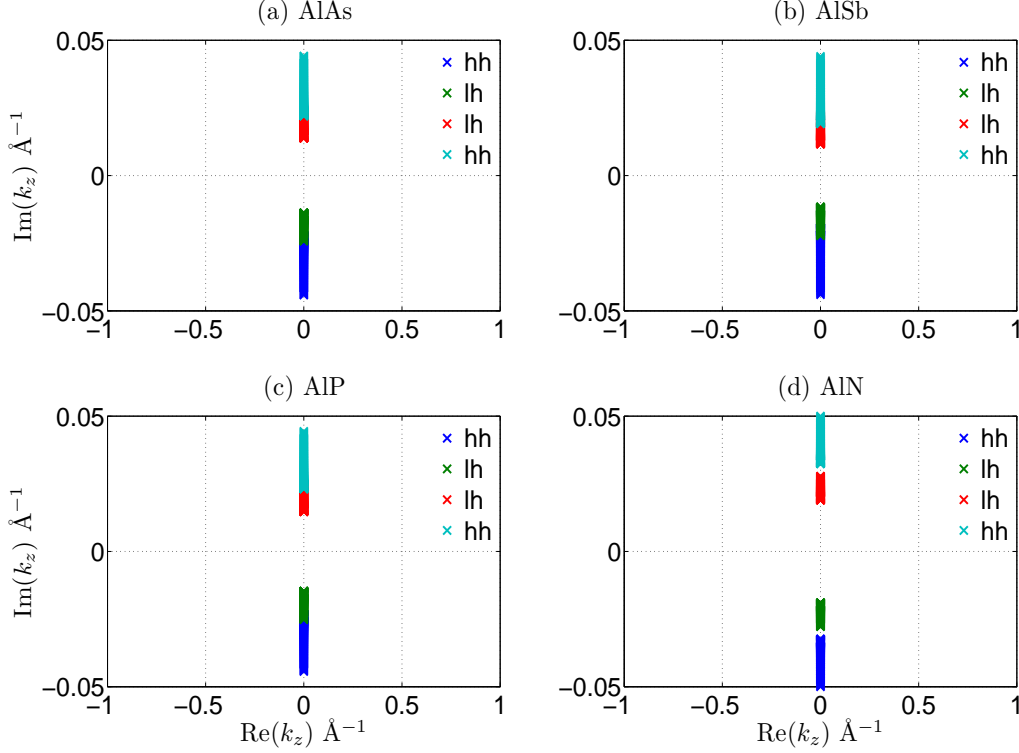 (a) AlAs
0.05
0
−0.05
−1
−0.5
0
0.5
1
Im(k_z) Å⁻¹
hh
lh
lh
hh
(b) AlSb
0.05
0
−0.05
−1
−0.5
0
0.5
1
hh
lh
lh
hh
(c) AlP
0.05
0
−0.05
−1
−0.5
0
0.5
1
Im(k_z) Å⁻¹
Re(k_z) Å⁻¹
hh
lh
lh
hh
(d) AlN
0.05
0
−0.05
−1
−0.5
0
0.5
1
Re(k_z) Å⁻¹
hh
lh
lh
hh